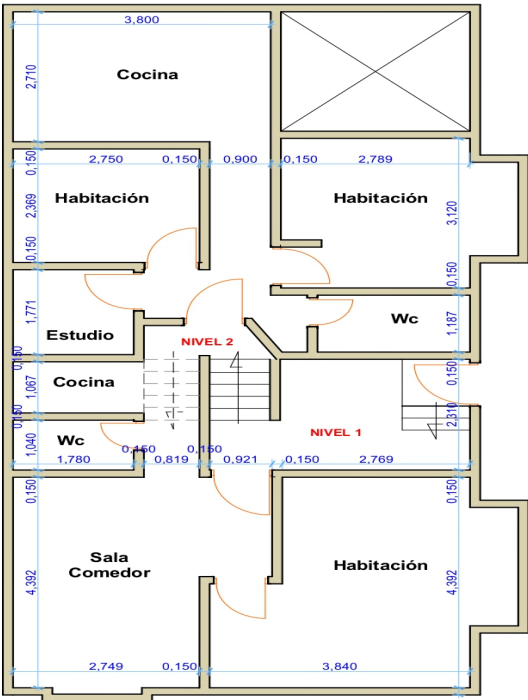 3,800
2,710
Cocina
0,150
2,750
0,150
0,900
0,150
2,789
2,369
Habitación
Habitación
3,120
0,150
0,150
1,771
Estudio
NIVEL 2
Wc
1,187
0,150
1,067
Cocina
0,150
0,150
2,310
1,040
Wc
NIVEL 1
0,150
0,150
1,780
0,819
0,921
0,150
2,769
0,150
0,150
Sala
Comedor
Habitación
4,392
4,392
2,749
0,150
3,840